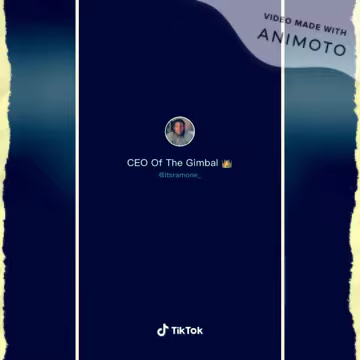 VIDEO MADE WITH
ANIMOTO
CEO Of The Gimbal
@itsramone_
TikTok